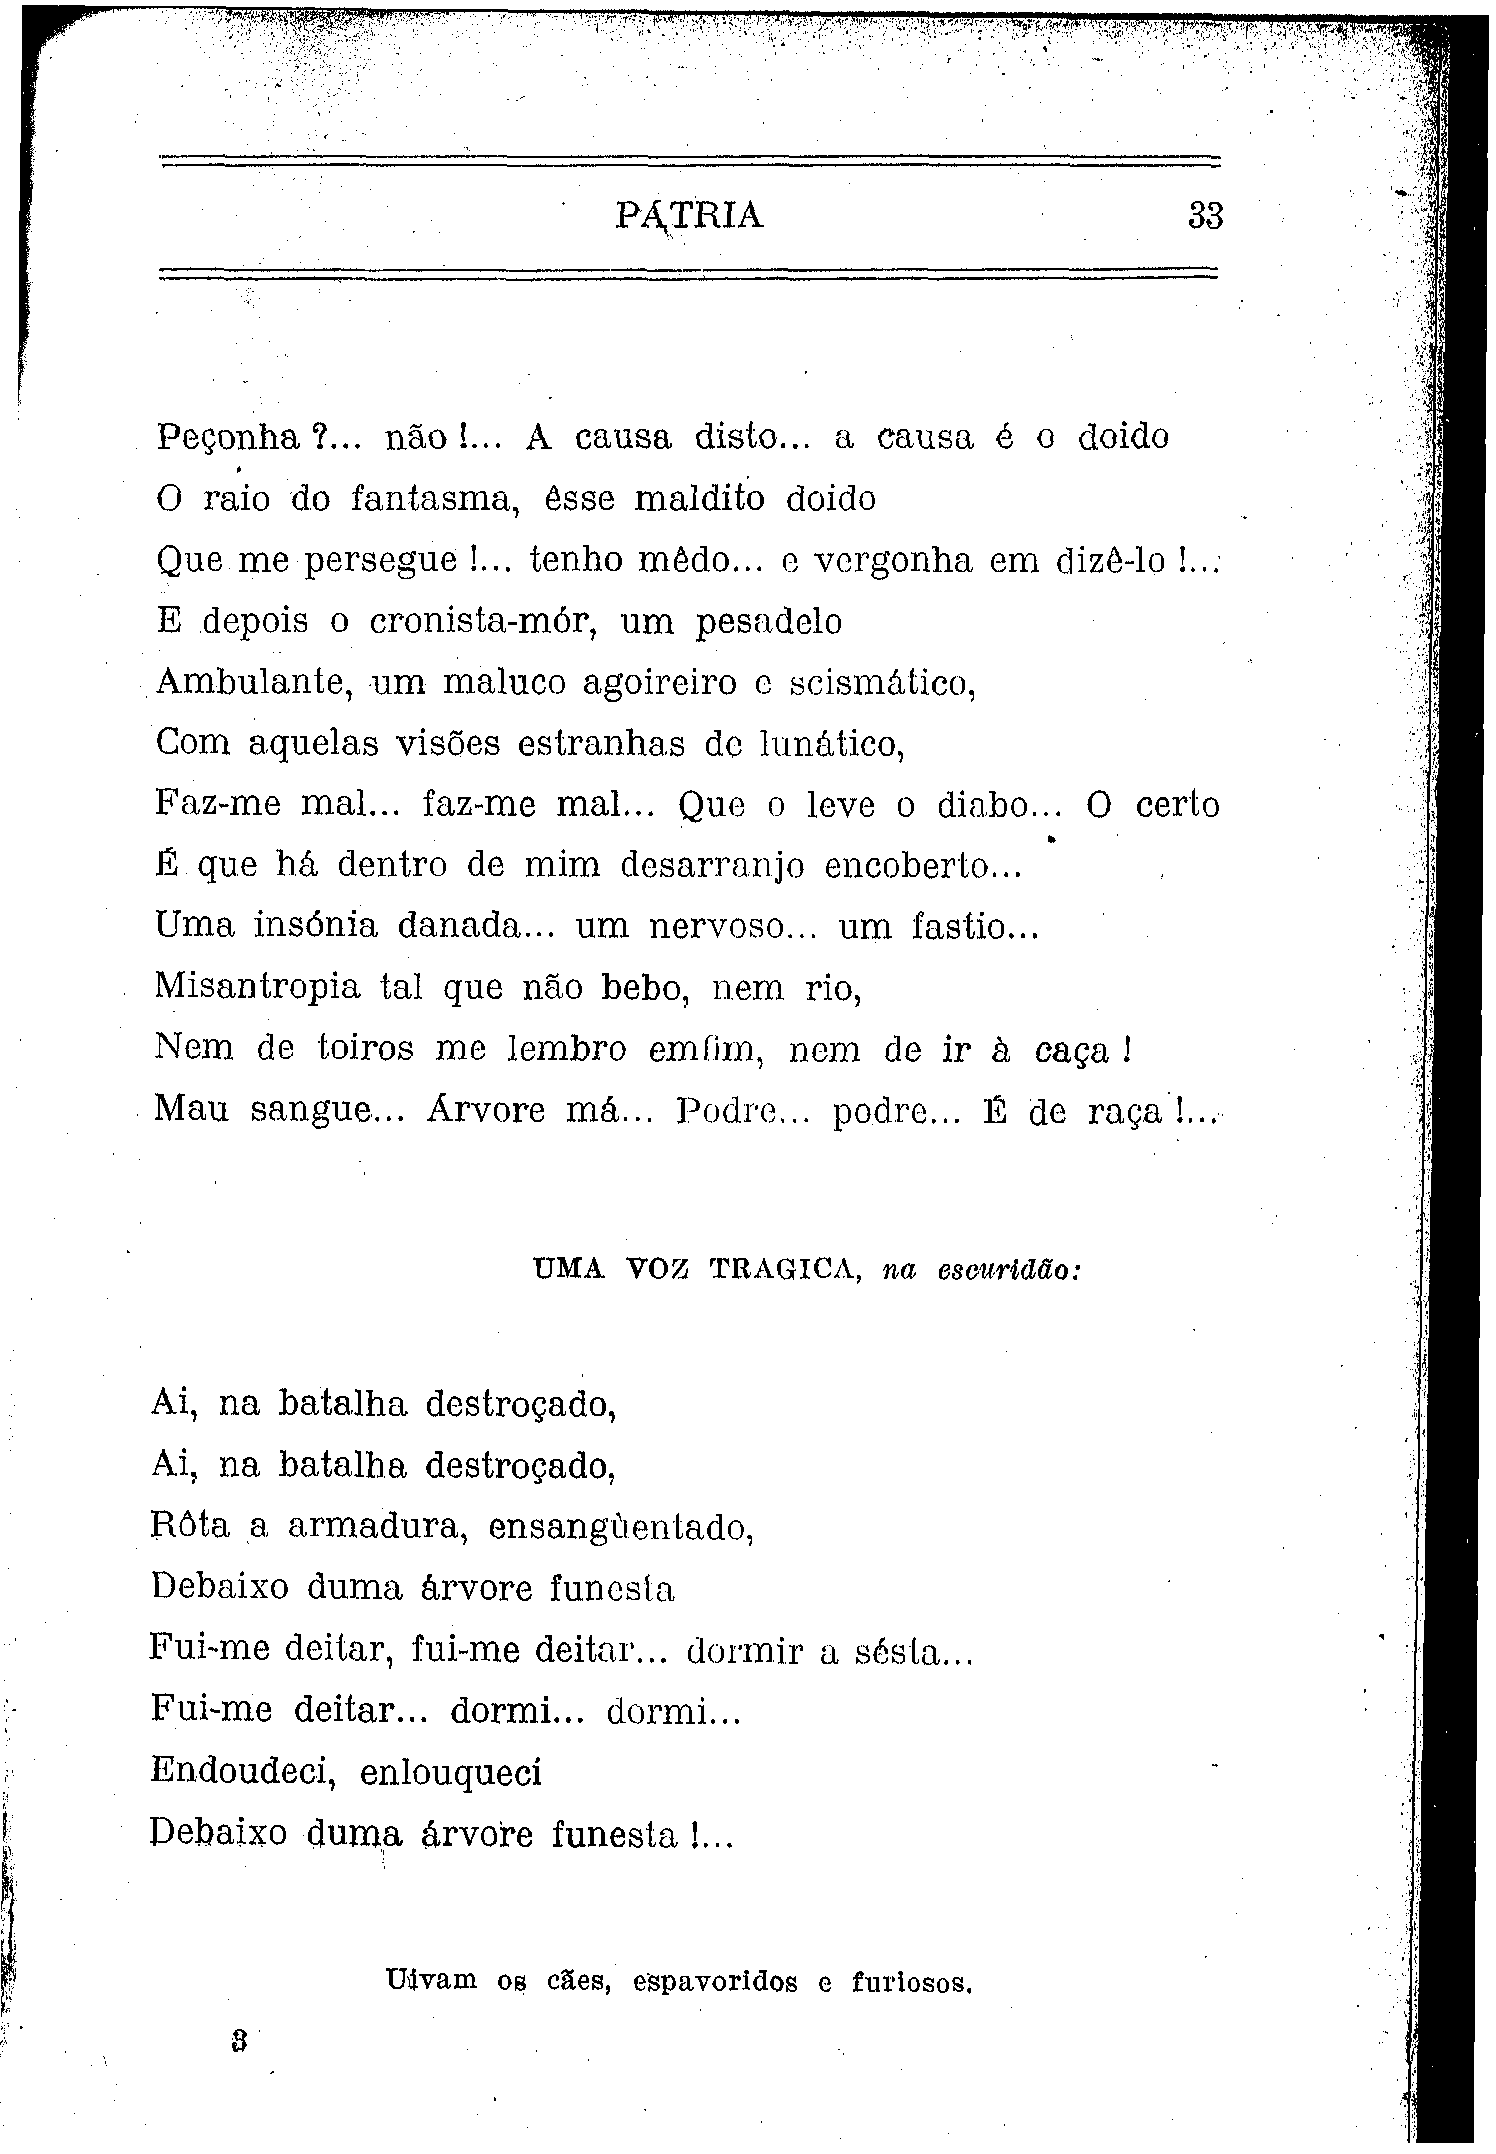 PÁTRIA 33
Peçonha ?... não !... A causa disto... a causa é o doido
O raio do fantasma, êsse maldito doido
Que me persegue !... tenho mêdo... e vergonha em dizê-lo !...
E depois o cronista-mór, um pesadelo
Ambulante, um maluco agoireiro e scismático,
Com aquelas visões estranhas de lunático,
Faz-me mal... faz-me mal... Que o leve o diabo... O certo
É que há dentro de mim desarranjo encoberto...
Uma insónia danada... um nervoso... um fastio...
Misantropia tal que não bebo, nem rio,
Nem de toiros me lembro emfim, nem de ir à caça !
Mau sangue... Árvore má... Podre... podre... É de raça !...
UMA VOZ TRAGICA, na escuridão:
Ai, na batalha destroçado,
Ai, na batalha destroçado,
Rôta a armadura, ensangüentado,
Debaixo duma árvore funesta
Fui-me deitar, fui-me deitar... dormir a sésta...
Fui-me deitar... dormi... dormi...
Endoudeci, enlouqueci
Debaixo duma árvore funesta !...
Uivam os cães, espavoridos e furiosos.
3